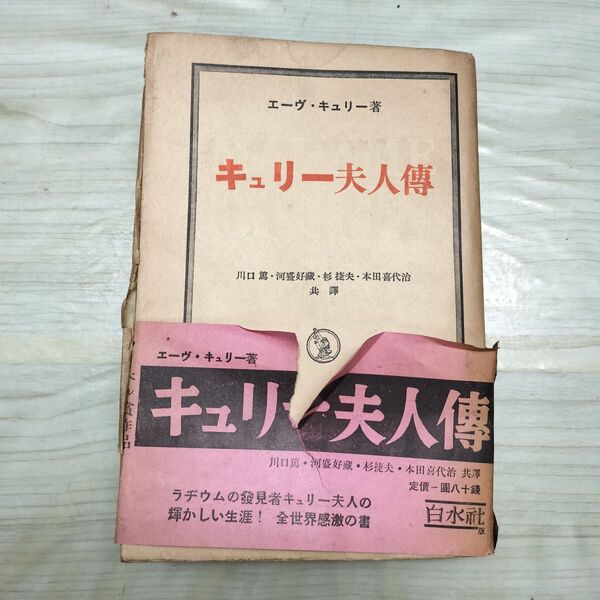 エーヴ・キュリー著
キュリー夫人傳
川口 篤・河盛好藏・杉 捷夫・本田喜代治
共譯
エーヴ・キュリー著
キュリー夫人傳
川口篤・河盛好藏・杉捷夫・本田喜代治 共譯
定價一圓八十錢
ラヂウムの發見者キュリー夫人の
輝かしい生涯! 全世界感激の書
白水社
版
ベル賞作品